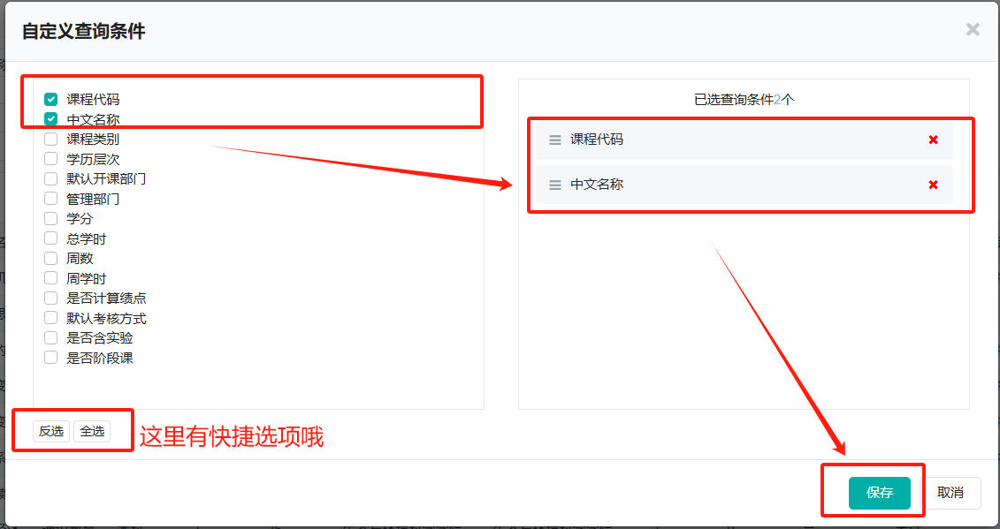 自定义查询条件
课程代码
中文名称
课程类别
学历层次
默认开课部门
管理部门
学分
总学时
周数
周学时
是否计算绩点
默认考核方式
是否含实验
是否阶段课
已选查询条件2个
课程代码
中文名称
反选 全选 这里有快捷选项哦
保存 取消